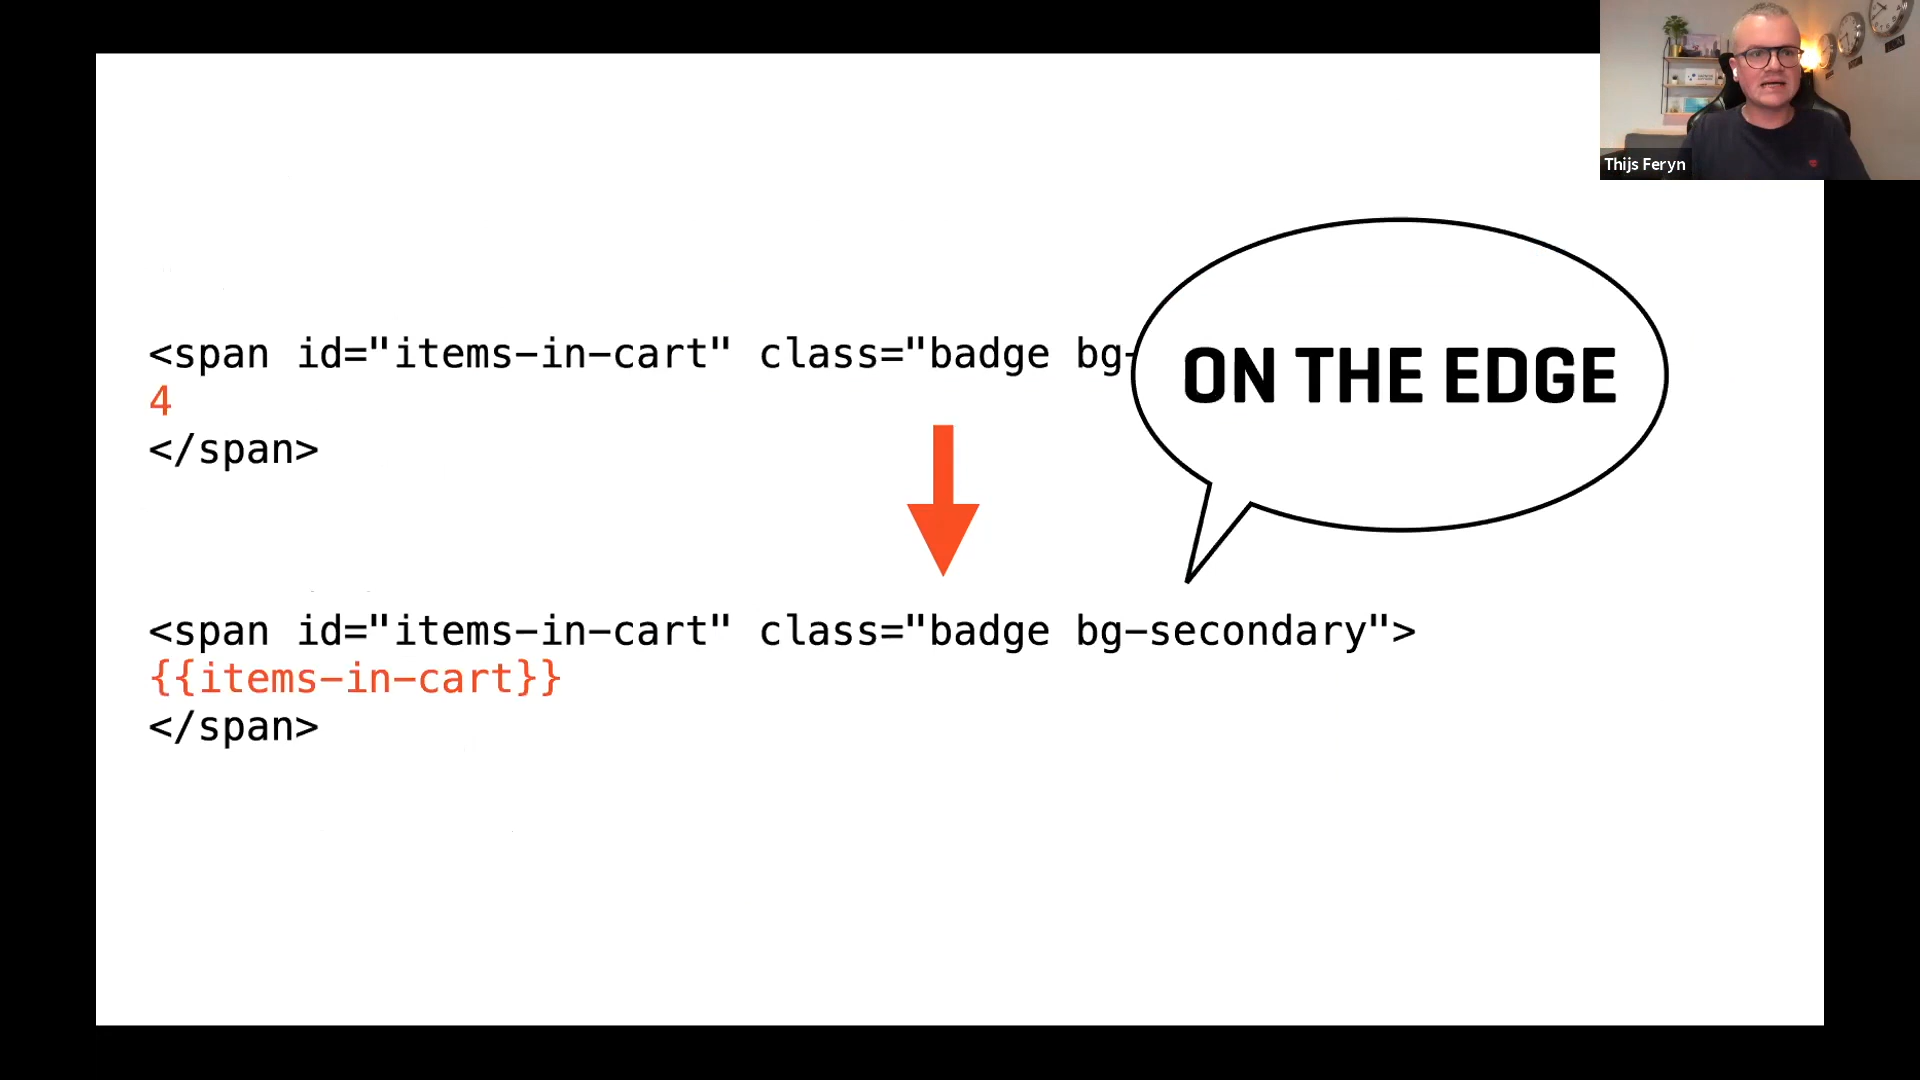 Thijs Feryn
<span id="items-in-cart" class="badge bg-
4
</span>
ON THE EDGE
<span id="items-in-cart" class="badge bg-secondary">
{{items-in-cart}}
</span>